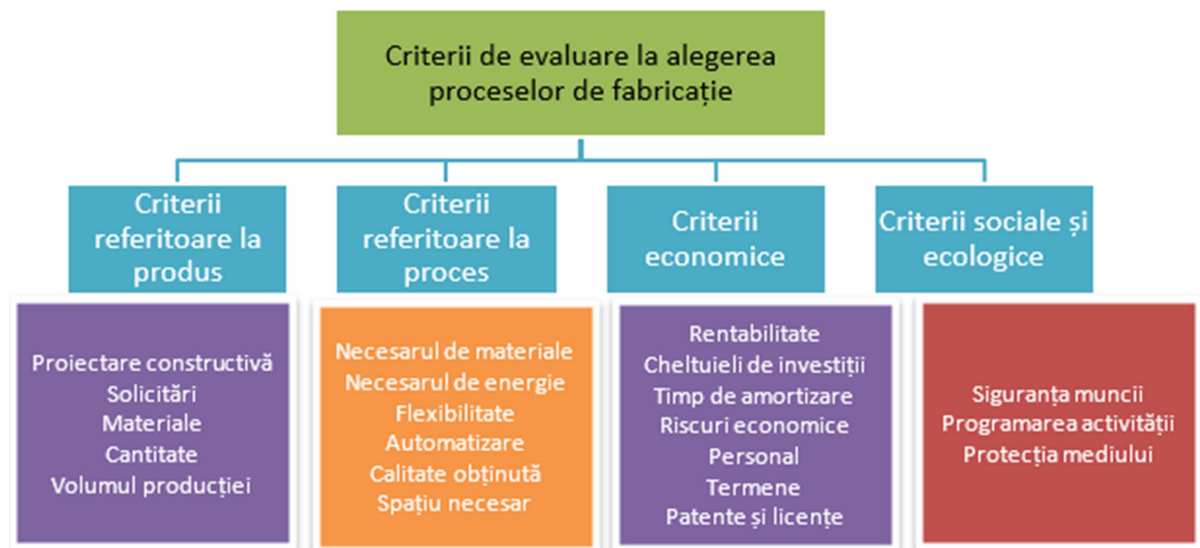 Criterii de evaluare la alegerea
proceselor de fabricație
Criterii
referitoare la
produs
Criterii
referitoare la
proces
Criterii
economice
Criterii sociale și
ecologice
Proiectare constructivă
Solicitări
Materiale
Cantitate
Volumul producției
Necesarul de materiale
Necesarul de energie
Flexibilitate
Automatizare
Calitate obținută
Spațiu necesar
Rentabilitate
Cheltuieli de investiții
Timp de amortizare
Riscuri economice
Personal
Termene
Patente și licențe
Siguranța muncii
Programarea activității
Protecția mediului